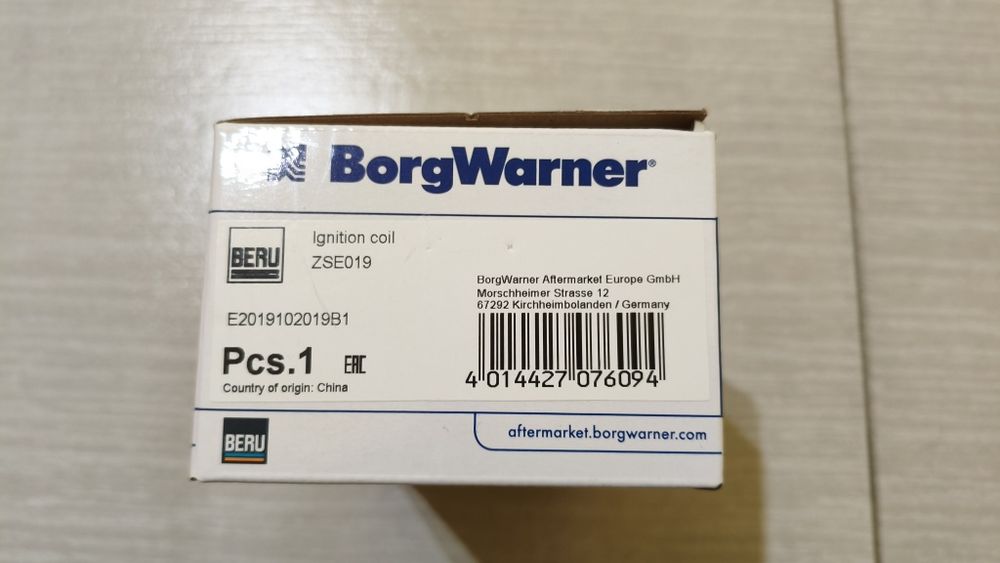 BorgWarner®
BERU
Ignition coil
ZSE019
BorgWarner Aftermarket Europe GmbH
Morschheimer Strasse 12
67292 Kirchheimbolanden / Germany
E2019102019B1
Pcs.1 EAC
Country of origin: China
4 014427 076094
BERU
aftermarket.borgwarner.com